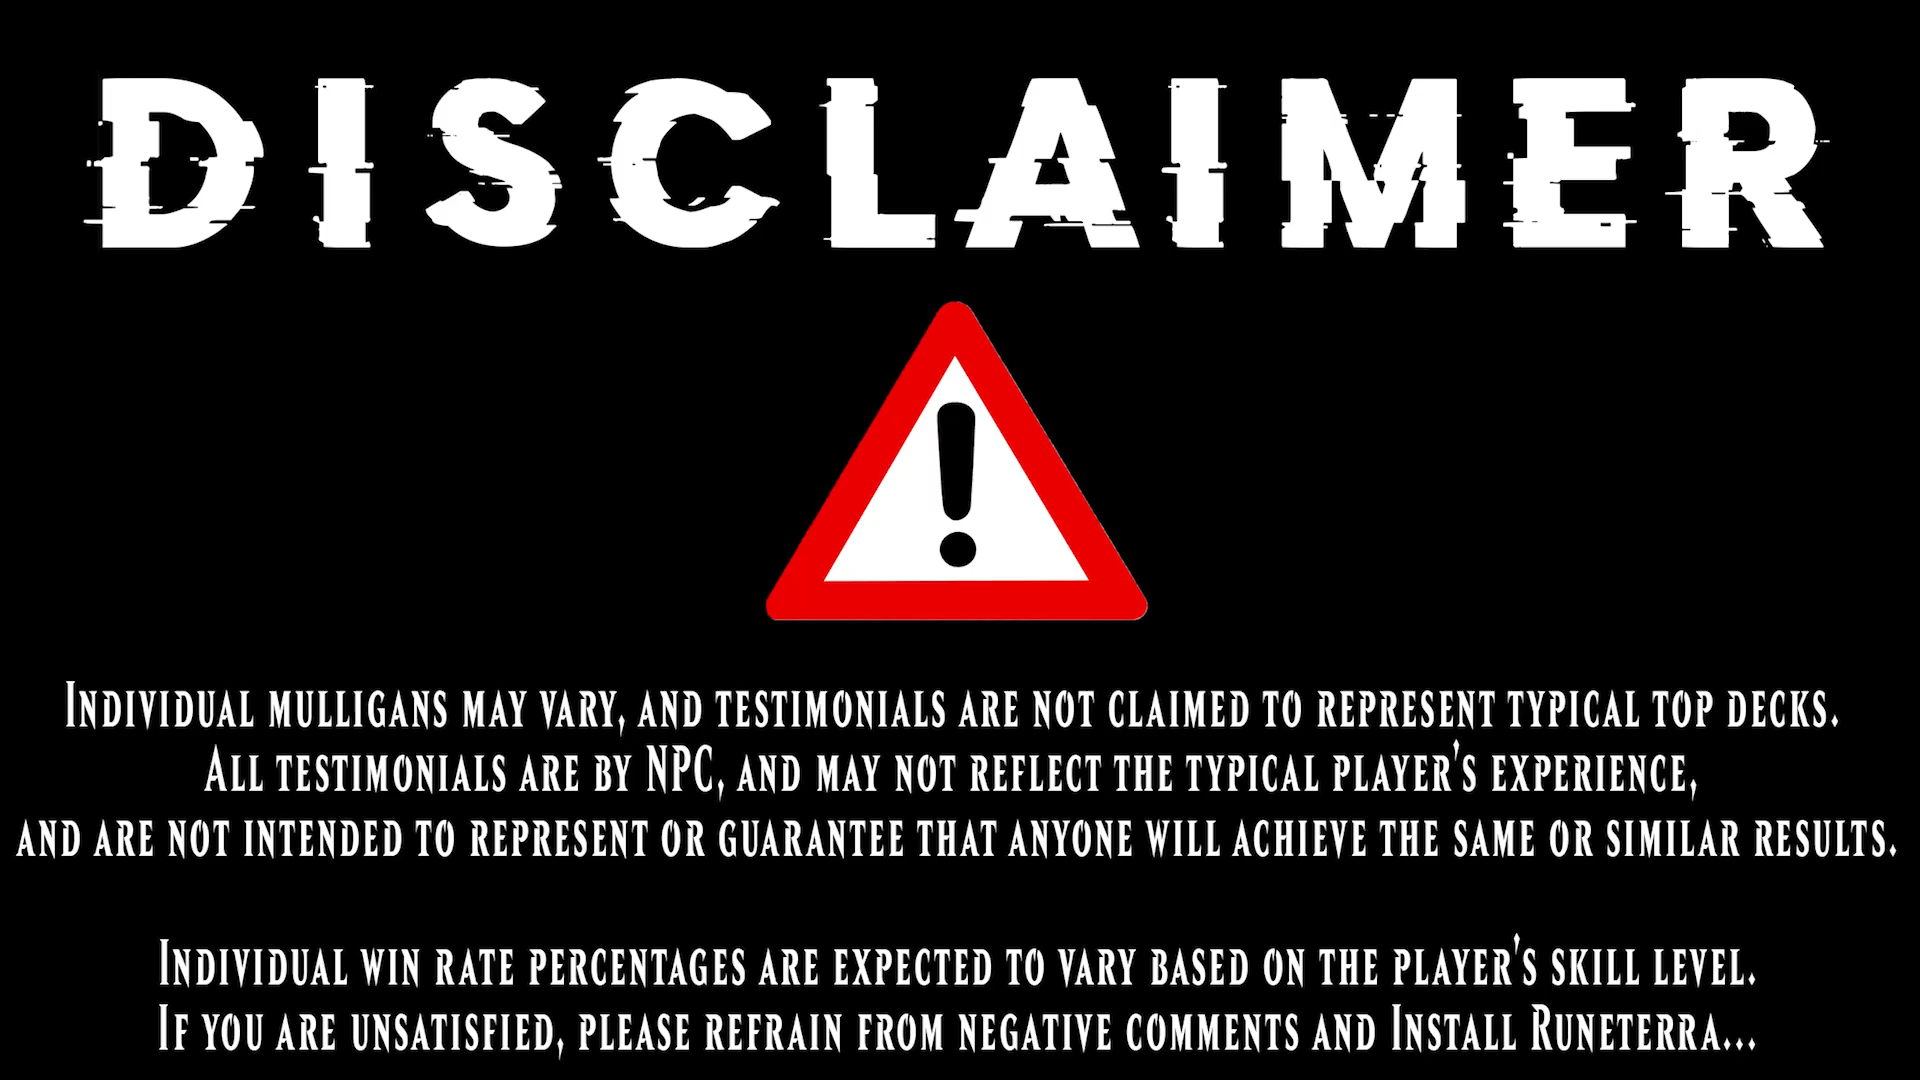 DISCLAIMER
Individual mulligans may vary, and testimonials are not claimed to represent typical top decks.
All testimonials are by NPC, and may not reflect the typical player's experience,
and are not intended to represent or guarantee that anyone will achieve the same or similar results.
Individual win rate percentages are expected to vary based on the player's skill level.
If you are unsatisfied, please refrain from negative comments and Install Runeterra...